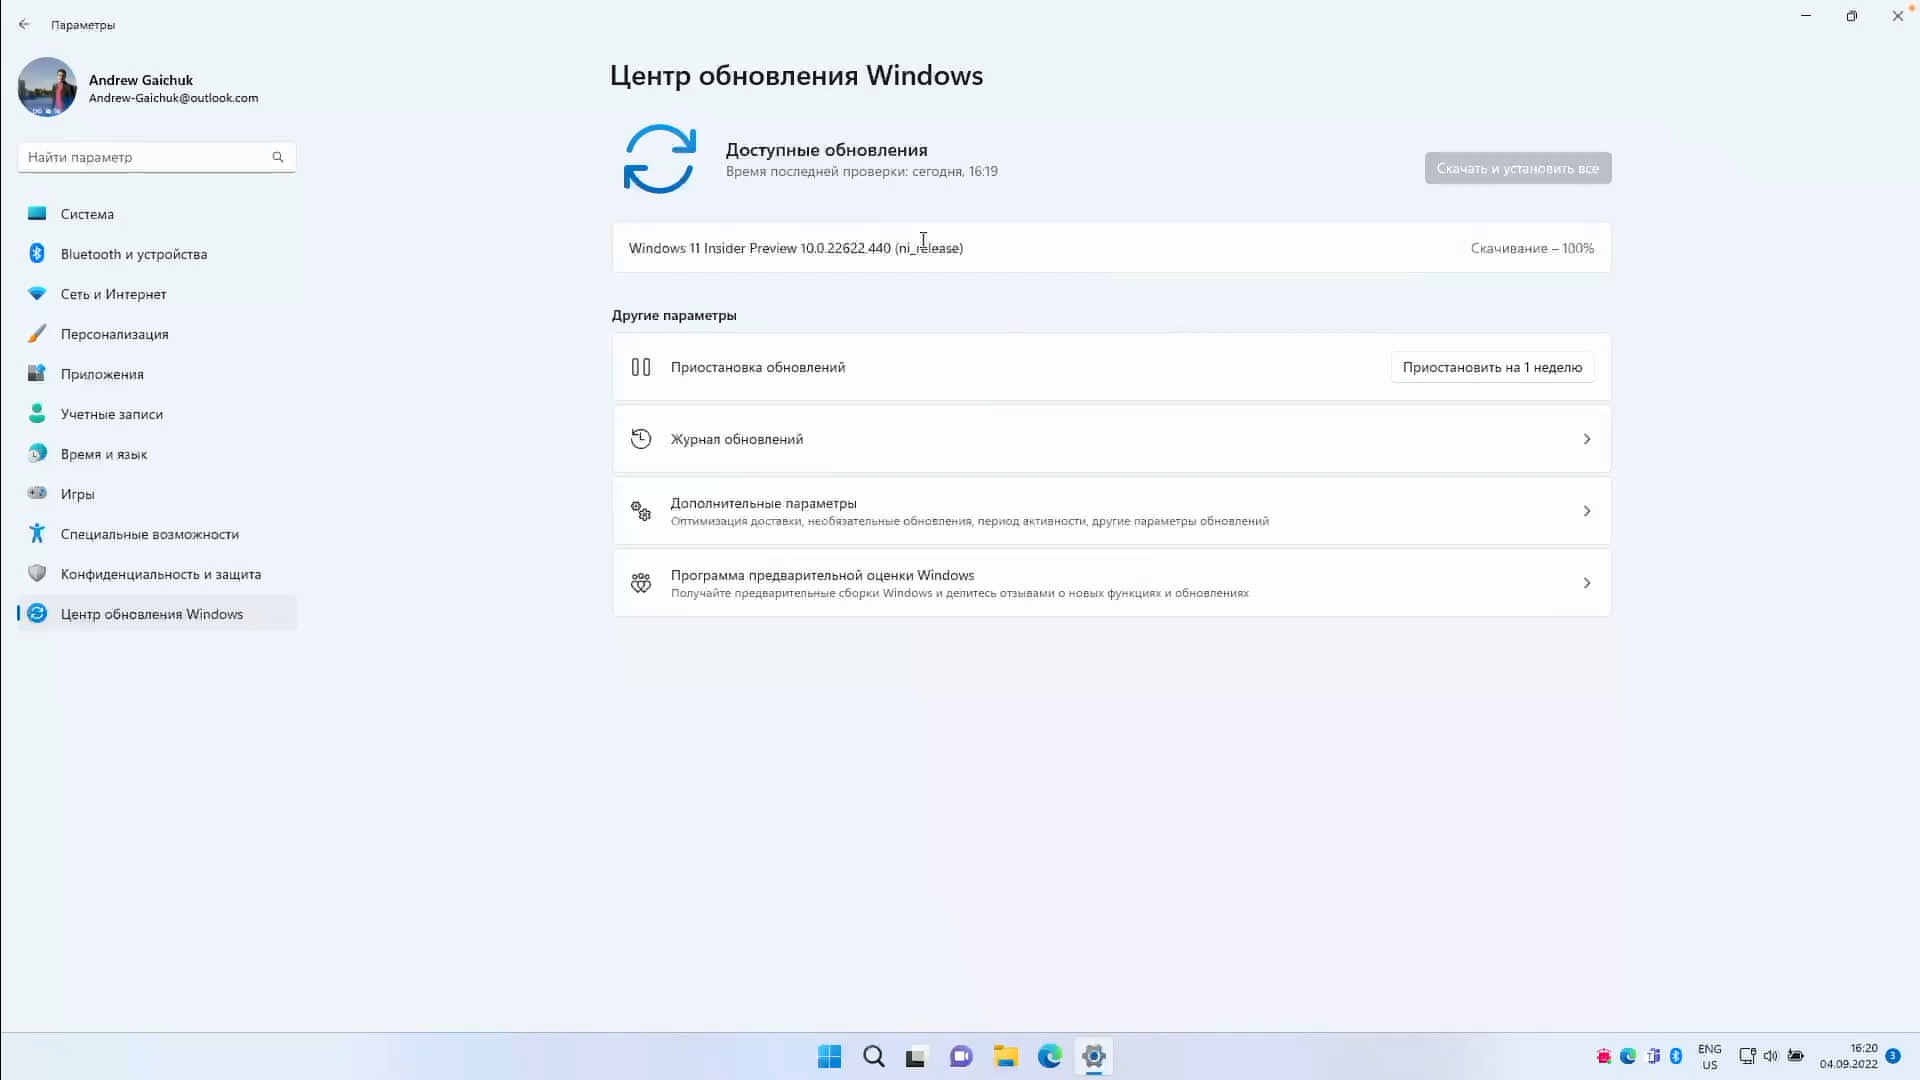 Параметры
Andrew Gaichuk
Andrew-Gaichuk@outlook.com
Найти параметр
Система
Bluetooth и устройства
Сеть и Интернет
Персонализация
Приложения
Учетные записи
Время и язык
Игры
Специальные возможности
Конфиденциальность и защита
Центр обновления Windows
Центр обновления Windows
Доступные обновления
Время последней проверки: сегодня, 16:19
Скачать и установить все
Windows 11 Insider Preview 10.0.22622.440 (ni_release)
Скачивание – 100%
Другие параметры
Приостановка обновлений
Приостановить на 1 неделю
Журнал обновлений
Дополнительные параметры
Оптимизация доставки, необязательные обновления, период активности, другие параметры обновлений
Программа предварительной оценки Windows
Получайте предварительные сборки Windows и делитесь отзывами о новых функциях и обновлениях
ENG
US
16:20
04.09.2022
3